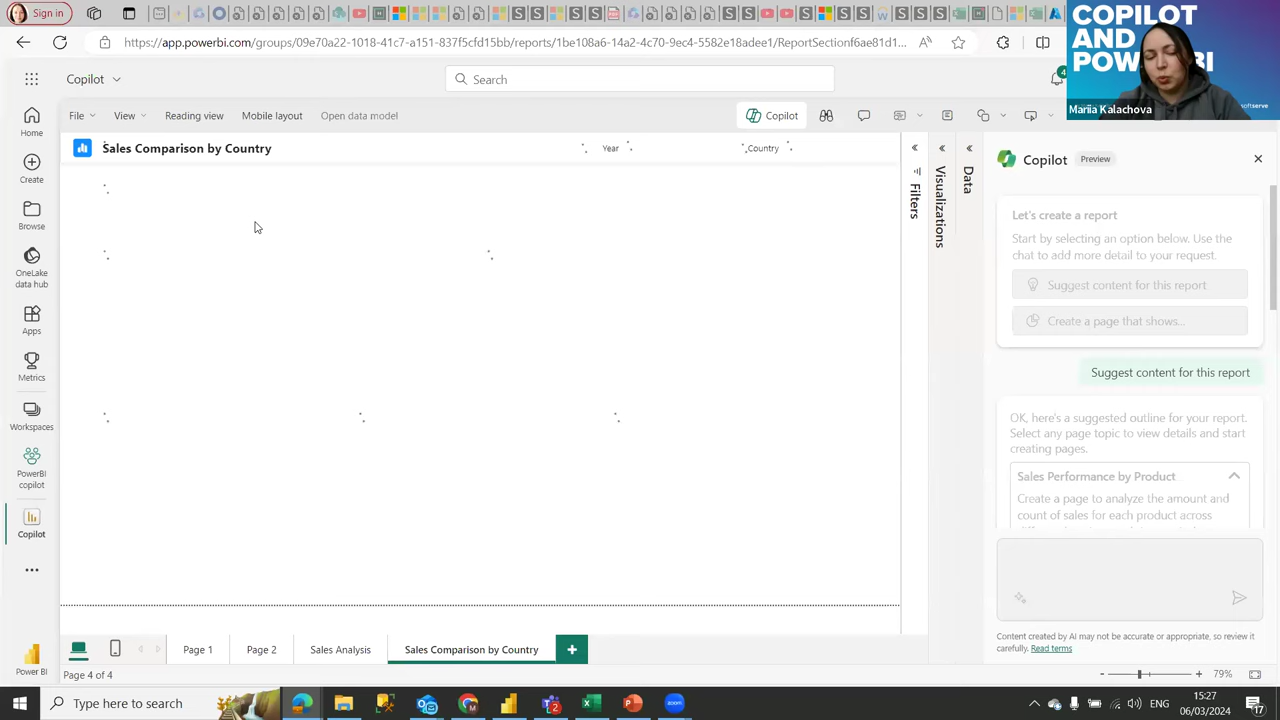 Sign in
https://app.powerbi.com/groups/09e70a22-1018-41c7-a151-837f5cfd15bb/reports/1be108a6-14a2-4c70-9ec4-5582e18adee1/ReportSectionf6ae81d1...
COPILOT
AND
POWER BI
Mariia Kalachova
softserve
Copilot
Search
4
File
View
Reading view
Mobile layout
Open data model
Copilot
Home
Create
Browse
OneLake
data hub
Apps
Metrics
Workspaces
PowerBI
copilot
Copilot
Power BI
Sales Comparison by Country
Year
Country
Filters
Visualizations
Data
Copilot
Preview
Let's create a report
Start by selecting an option below. Use the
chat to add more detail to your request.
Suggest content for this report
Create a page that shows...
Suggest content for this report
OK, here's a suggested outline for your report.
Select any page topic to view details and start
creating pages.
Sales Performance by Product
Create a page to analyze the amount and
count of sales for each product across
Content created by AI may not be accurate or appropriate, so review it
carefully. Read terms
Page 1
Page 2
Sales Analysis
Sales Comparison by Country
Page 4 of 4
79%
Type here to search
ENG
15:27
06/03/2024
17